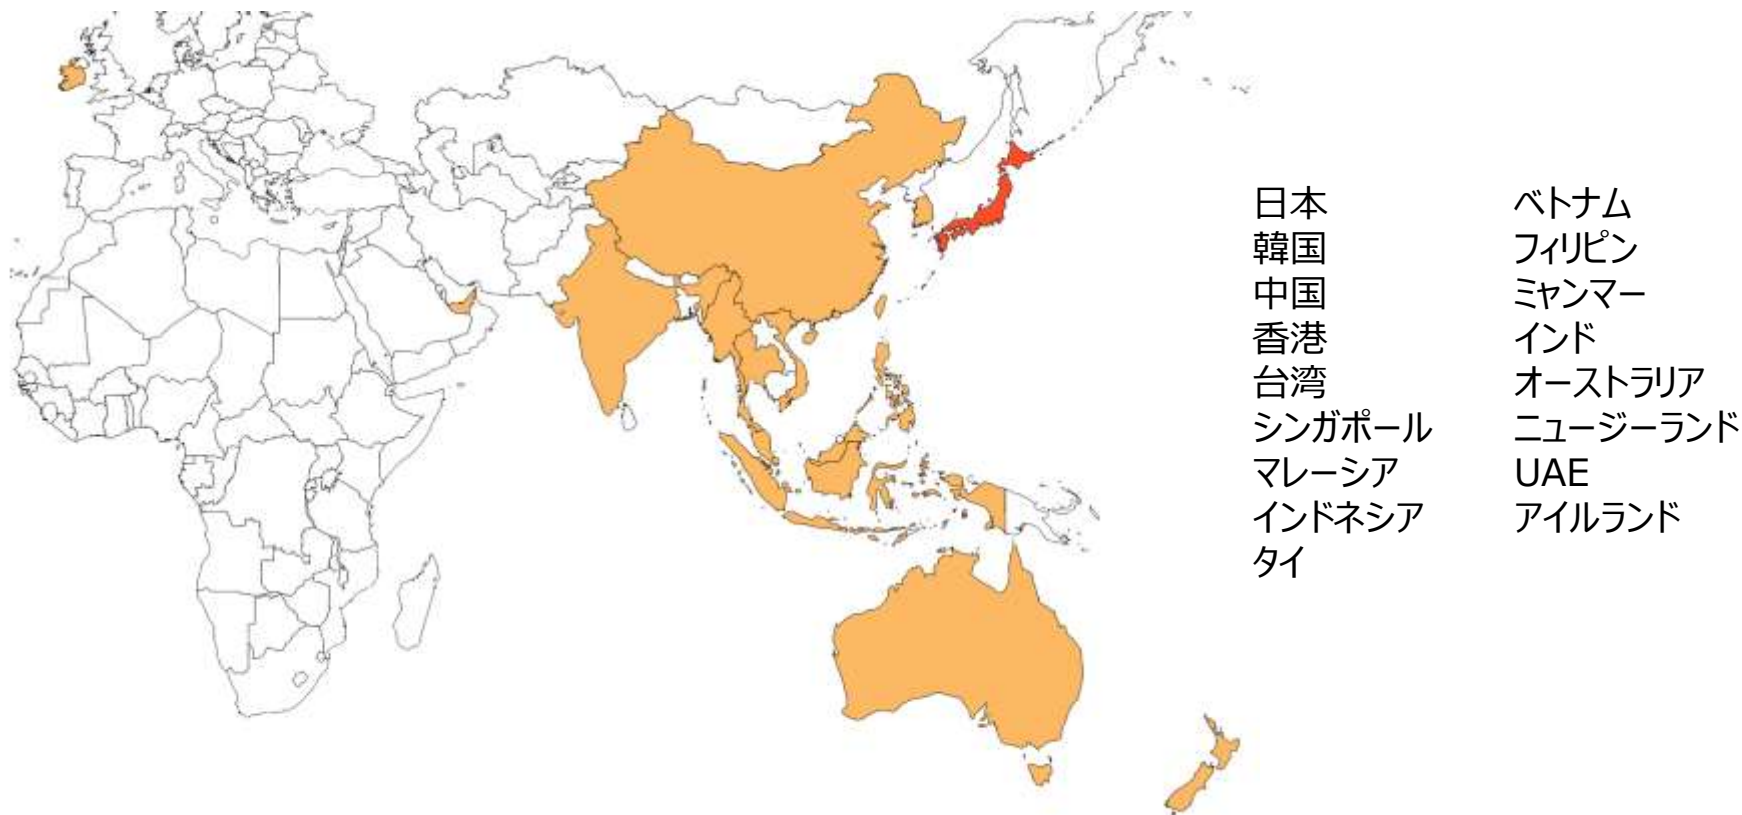 日本
韓国
中国
香港
台湾
シンガポール
マレーシア
インドネシア
タイ
ベトナム
フィリピン
ミャンマー
インド
オーストラリア
ニュージーランド
UAE
アイルランド